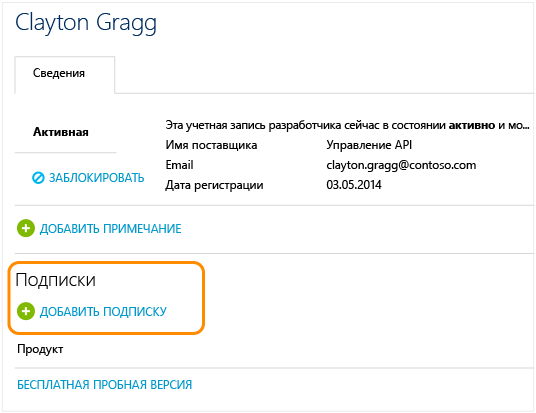 Clayton Gragg
Сведения
Активная
Эта учетная запись разработчика сейчас в состоянии активно и мо...
Имя поставщика Управление API
Email clayton.gragg@contoso.com
ЗАБЛОКИРОВАТЬ
Дата регистрации 03.05.2014
ДОБАВИТЬ ПРИМЕЧАНИЕ
Подписки
ДОБАВИТЬ ПОДПИСКУ
Продукт
БЕСПЛАТНАЯ ПРОБНАЯ ВЕРСИЯ